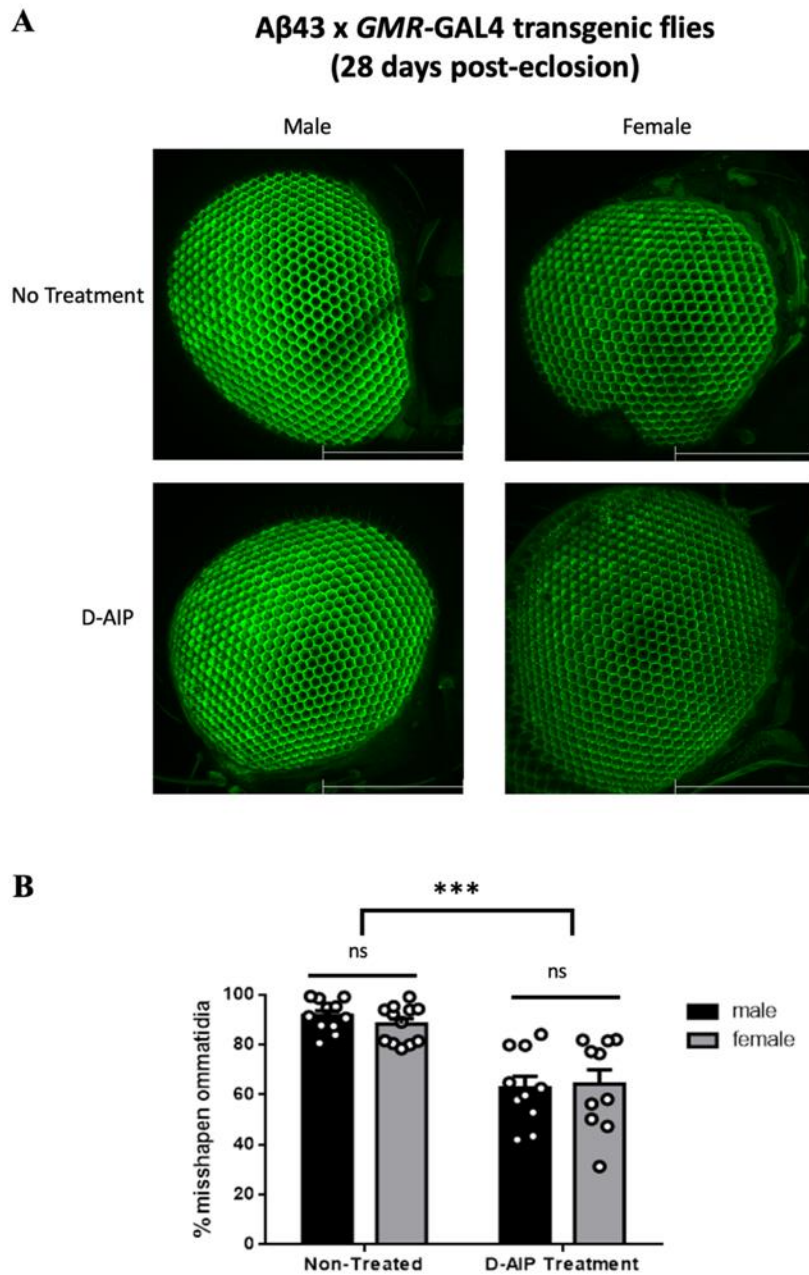 A
Aβ43 x GMR-GAL4 transgenic flies
(28 days post-eclosion)
Male
Female
No Treatment
D-AIP
B
***
ns
ns
100
80
60
40
20
0
% misshapen ommatidia
male
female
Non-Treated
D-AIP Treatment